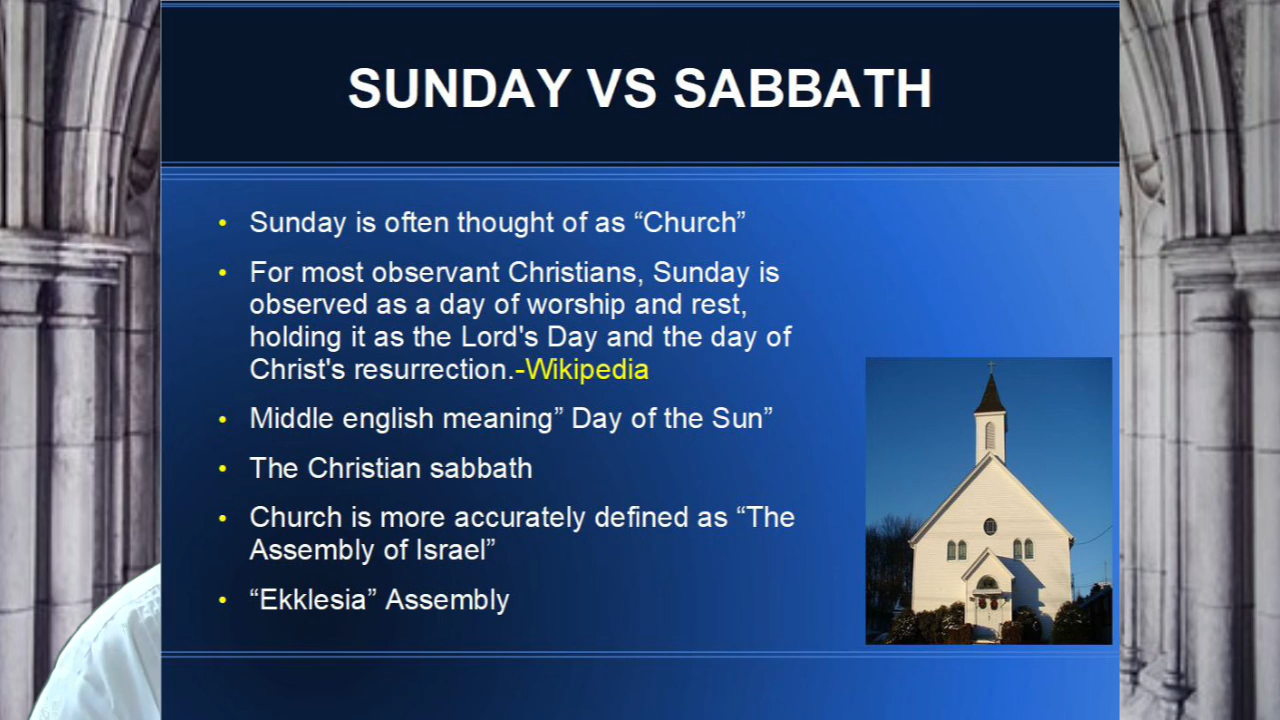 SUNDAY VS SABBATH
• Sunday is often thought of as “Church”
• For most observant Christians, Sunday is
observed as a day of worship and rest,
holding it as the Lord's Day and the day of
Christ's resurrection.-Wikipedia
• Middle english meaning” Day of the Sun”
• The Christian sabbath
• Church is more accurately defined as “The
Assembly of Israel”
• “Ekklesia” Assembly